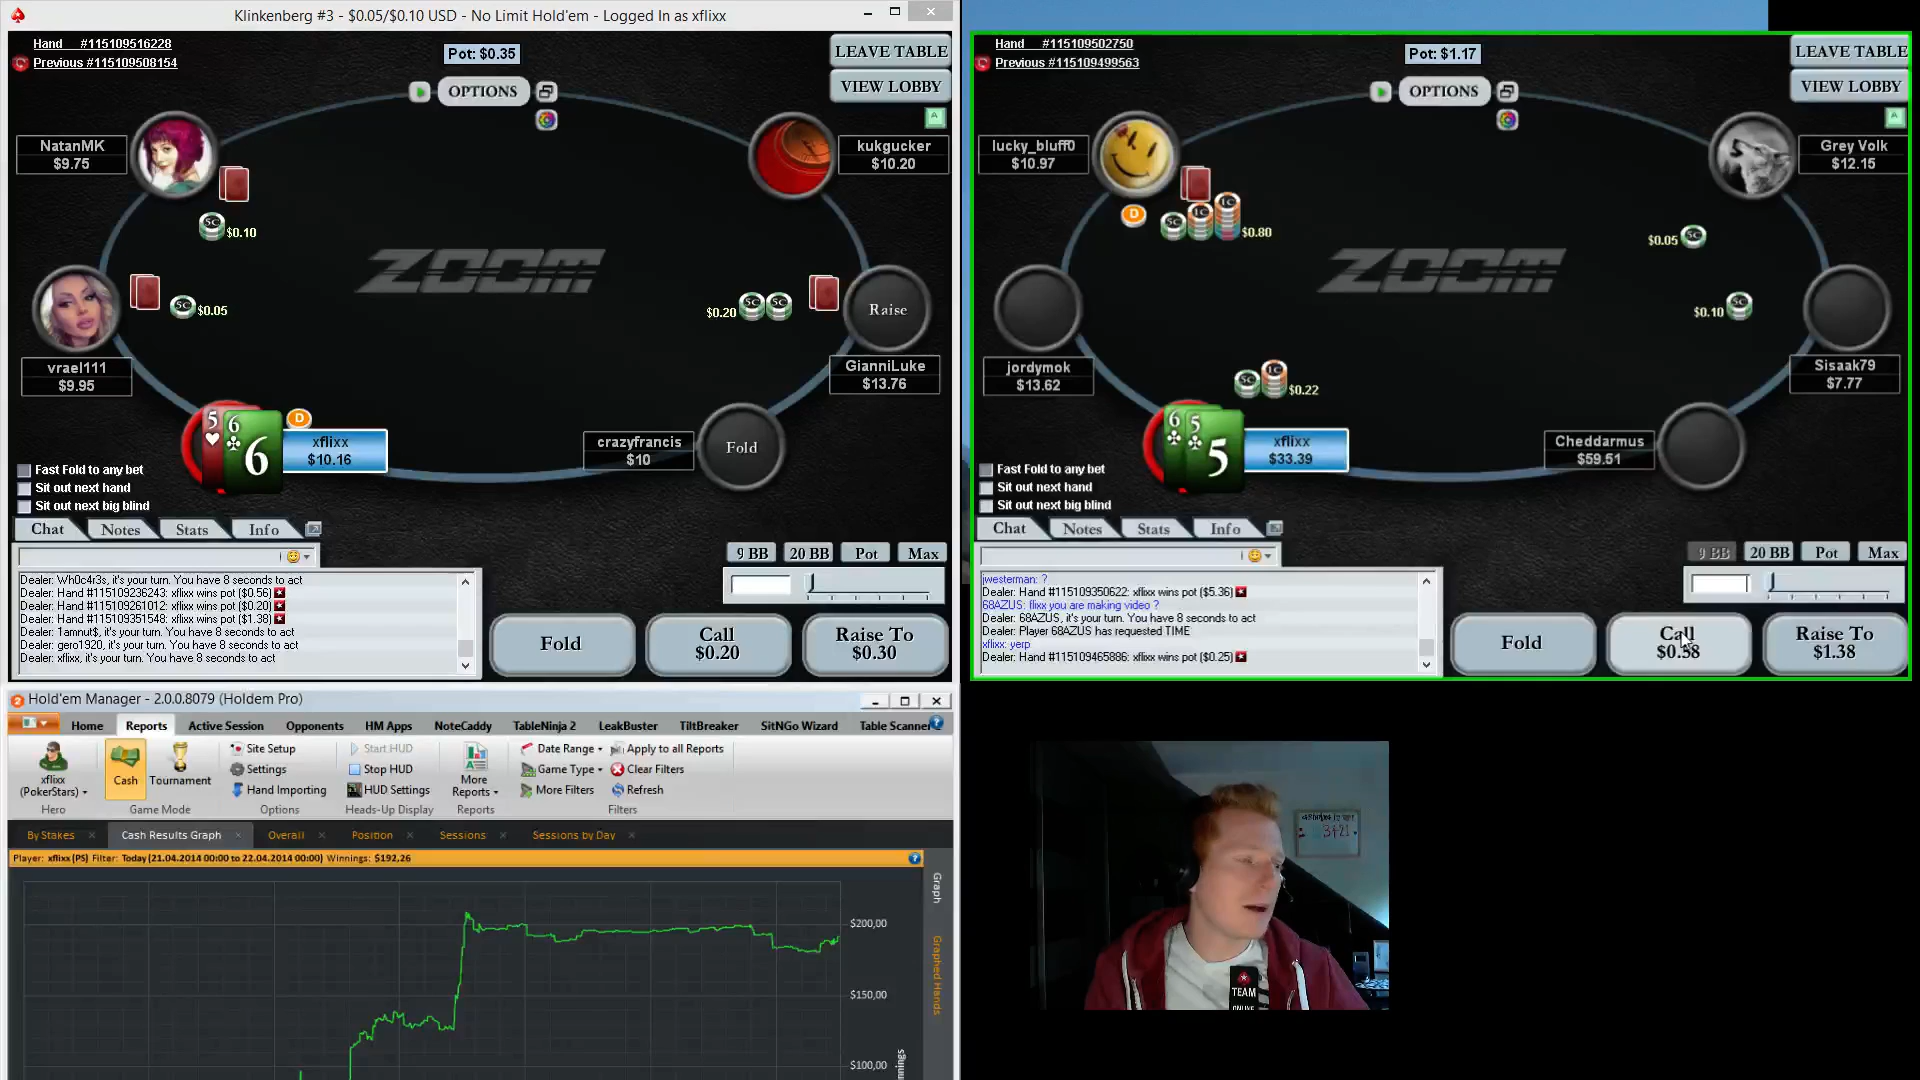 Klinkenberg #3 - $0.05/$0.10 USD - No Limit Hold'em - Logged In as xflixx
Hand #115109516228
Previous #115109508154
Pot: $0.35
LEAVE TABLE
VIEW LOBBY
OPTIONS
NatanMK
$9.75
kukgucker
$10.20
$0.10
ZOOM
$0.05
$0.20
Raise
vrael111
$9.95
GianniLuke
$13.76
D
5
6
6
xflixx
$10.16
crazyfrancis
$10
Fold
Fast Fold to any bet
Sit out next hand
Sit out next big blind
Chat Notes Stats Info
9 BB 20 BB Pot Max
Dealer: Wh0c4r3s, it's your turn. You have 8 seconds to act
Dealer: Hand #115109236243: xflixx wins pot ($0.56)
Dealer: Hand #115109261012: xflixx wins pot ($0.20)
Dealer: Hand #115109351548: xflixx wins pot ($1.38)
Dealer: 1amnut$, it's your turn. You have 8 seconds to act
Dealer: gero1920, it's your turn. You have 8 seconds to act
Dealer: xflixx, it's your turn. You have 8 seconds to act
Fold
Call
$0.20
Raise To
$0.30
Hand #115109502750
Previous #115109499563
Pot: $1.17
LEAVE TABLE
VIEW LOBBY
OPTIONS
lucky_bluff0
$10.97
Grey Volk
$12.15
D
$0.80
$0.05
ZOOM
$0.10
jordymok
$13.62
Sisaak79
$7.77
$0.22
6
5
5
xflixx
$33.39
Cheddarmus
$59.51
Fast Fold to any bet
Sit out next hand
Sit out next big blind
Chat Notes Stats Info
9 BB 20 BB Pot Max
jwesterman: ?
Dealer: Hand #115109350622: xflixx wins pot ($5.36)
68AZUS: flixx you are making video ?
Dealer: 68AZUS, it's your turn. You have 8 seconds to act
Dealer: Player 68AZUS has requested TIME
xflixx: yerp
Dealer: Hand #115109465886: xflixx wins pot ($0.25)
Fold
Call
$0.58
Raise To
$1.38
Hold'em Manager - 2.0.0.8079 (Holdem Pro)
Home Reports Active Session Opponents HM Apps NoteCaddy TableNinja 2 LeakBuster TiltBreaker SitNGo Wizard Table Scanner
xflixx
(PokerStars)
Hero
Cash Tournament
Game Mode
Site Setup
Settings
Hand Importing
Options
Start HUD
Stop HUD
HUD Settings
Heads-Up Display
More
Reports
Reports
Date Range
Game Type
More Filters
Apply to all Reports
Clear Filters
Refresh
Filters
By Stakes Cash Results Graph Overall Position Sessions Sessions by Day
Player: xflixx (PS) Filter: Today (21.04.2014 00:00 to 22.04.2014 00:00) Winnings: $192,26
$200,00
$150,00
$100,00
Graph
Graphed Hands
TEAM
ONLINE
3421